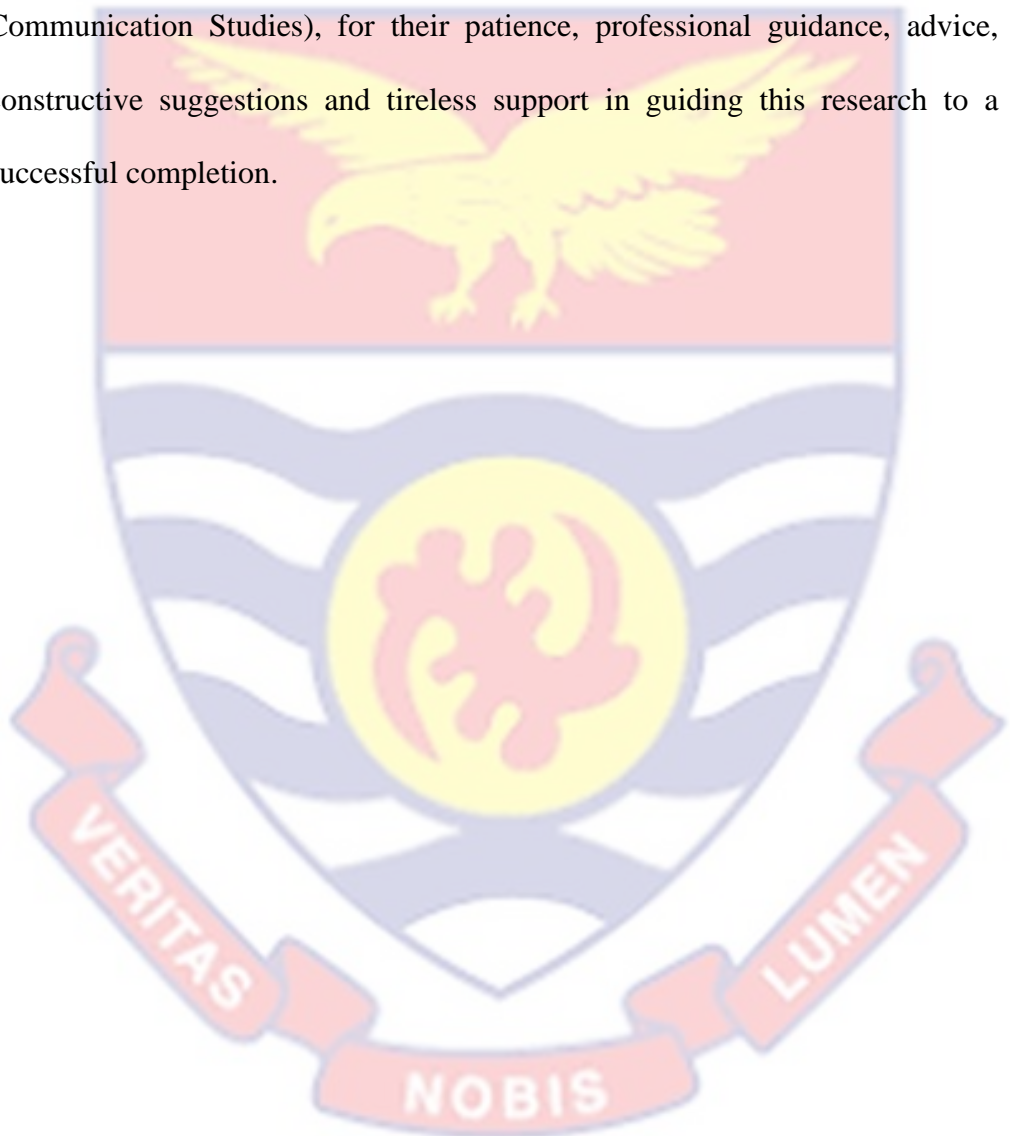 Communication Studies), for their patience, professional guidance, advice,
constructive suggestions and tireless support in guiding this research to a
successful completion.
VERITAS
NOBIS
LUMEN